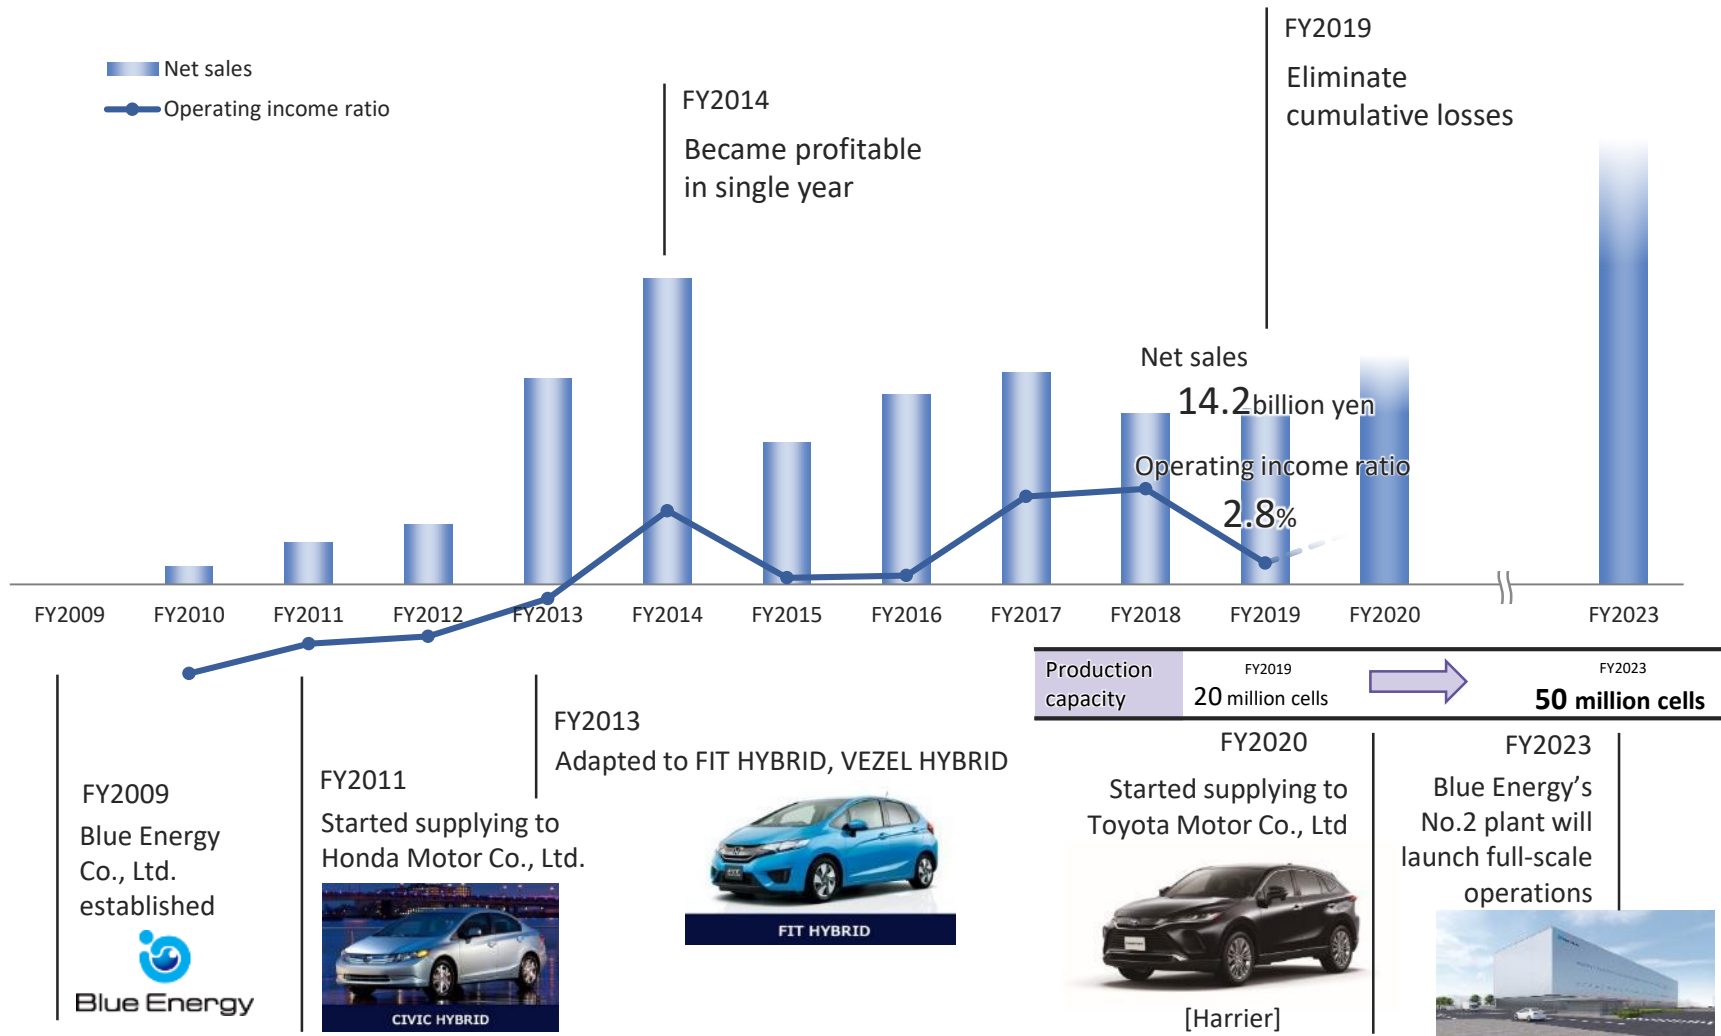 Net sales
Operating income ratio
FY2014
Became profitable
in single year
FY2019
Eliminate
cumulative losses
Net sales
14.2billion yen
Operating income ratio
2.8%
FY2009
FY2010
FY2011
FY2012
FY2013
FY2014
FY2015
FY2016
FY2017
FY2018
FY2019
FY2020
FY2023
Production
capacity
FY2019
20 million cells
FY2023
50 million cells
FY2009
Blue Energy
Co., Ltd.
established
Blue Energy
FY2011
Started supplying to
Honda Motor Co., Ltd.
CIVIC HYBRID
FY2013
Adapted to FIT HYBRID, VEZEL HYBRID
FIT HYBRID
FY2020
Started supplying to
Toyota Motor Co., Ltd
[Harrier]
FY2023
Blue Energy’s
No.2 plant will
launch full-scale
operations